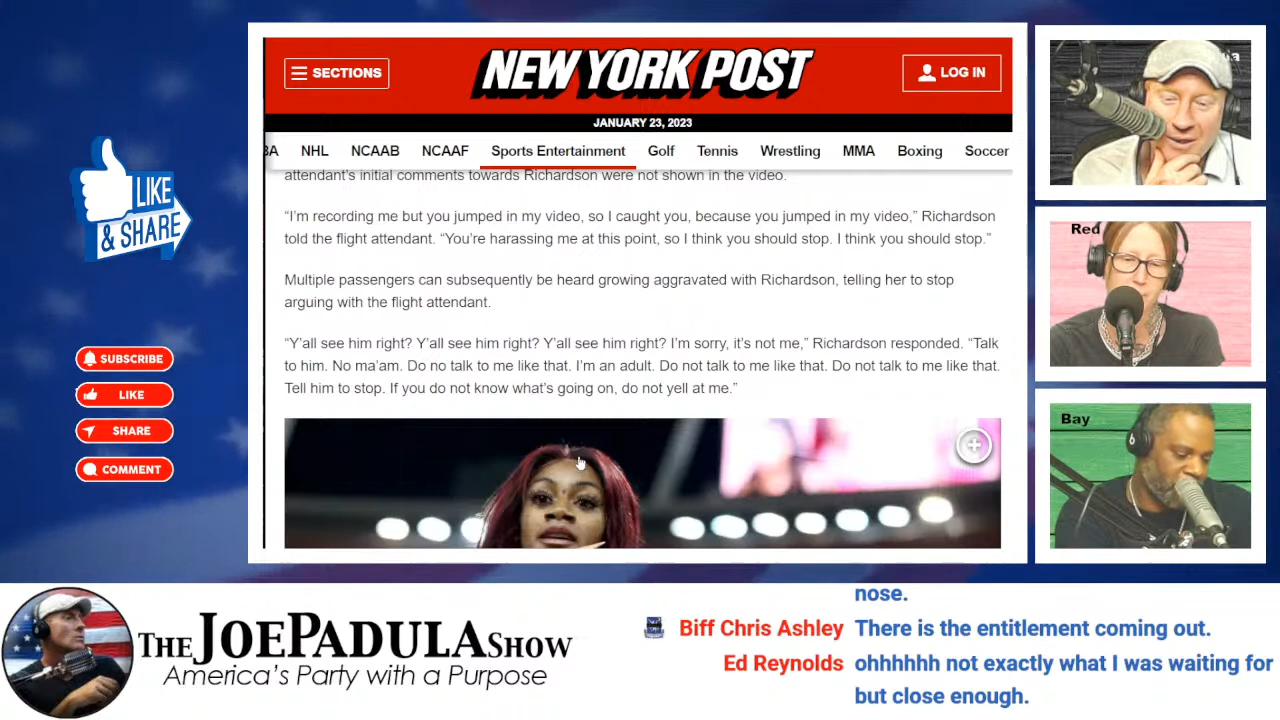 NEW YORK POST
SECTIONS
LOG IN
JANUARY 23, 2023
NHL NCAAB NCAAF Sports Entertainment Golf Tennis Wrestling MMA Boxing Soccer
attendant's initial comments towards Richardson were not shown in the video.
“I'm recording me but you jumped in my video, so I caught you, because you jumped in my video,” Richardson
told the flight attendant. “You're harassing me at this point, so I think you should stop. I think you should stop.”
Multiple passengers can subsequently be heard growing aggravated with Richardson, telling her to stop
arguing with the flight attendant.
“Y'all see him right? Y'all see him right? Y'all see him right? I'm sorry, it's not me,” Richardson responded. “Talk
to him. No ma'am. Do no talk to me like that. I'm an adult. Do not talk to me like that. Do not talk to me like that.
Tell him to stop. If you do not know what's going on, do not yell at me.”
LIKE
& SHARE
SUBSCRIBE
LIKE
SHARE
COMMENT
Red
Bay
THE JOEPADULA SHOW
America's Party with a Purpose
nose.
Biff Chris Ashley There is the entitlement coming out.
Ed Reynolds ohhhhhh not exactly what I was waiting for
but close enough.